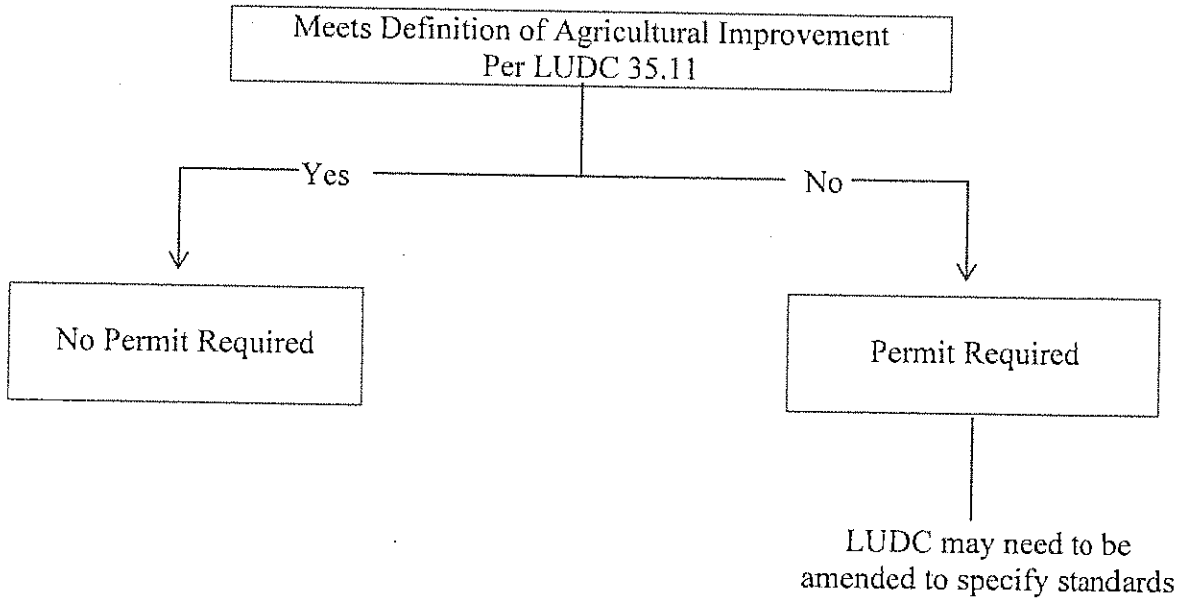 Meets Definition of Agricultural Improvement
Per LUDC 35.11
Yes
No
No Permit Required
Permit Required
LUDC may need to be
amended to specify standards